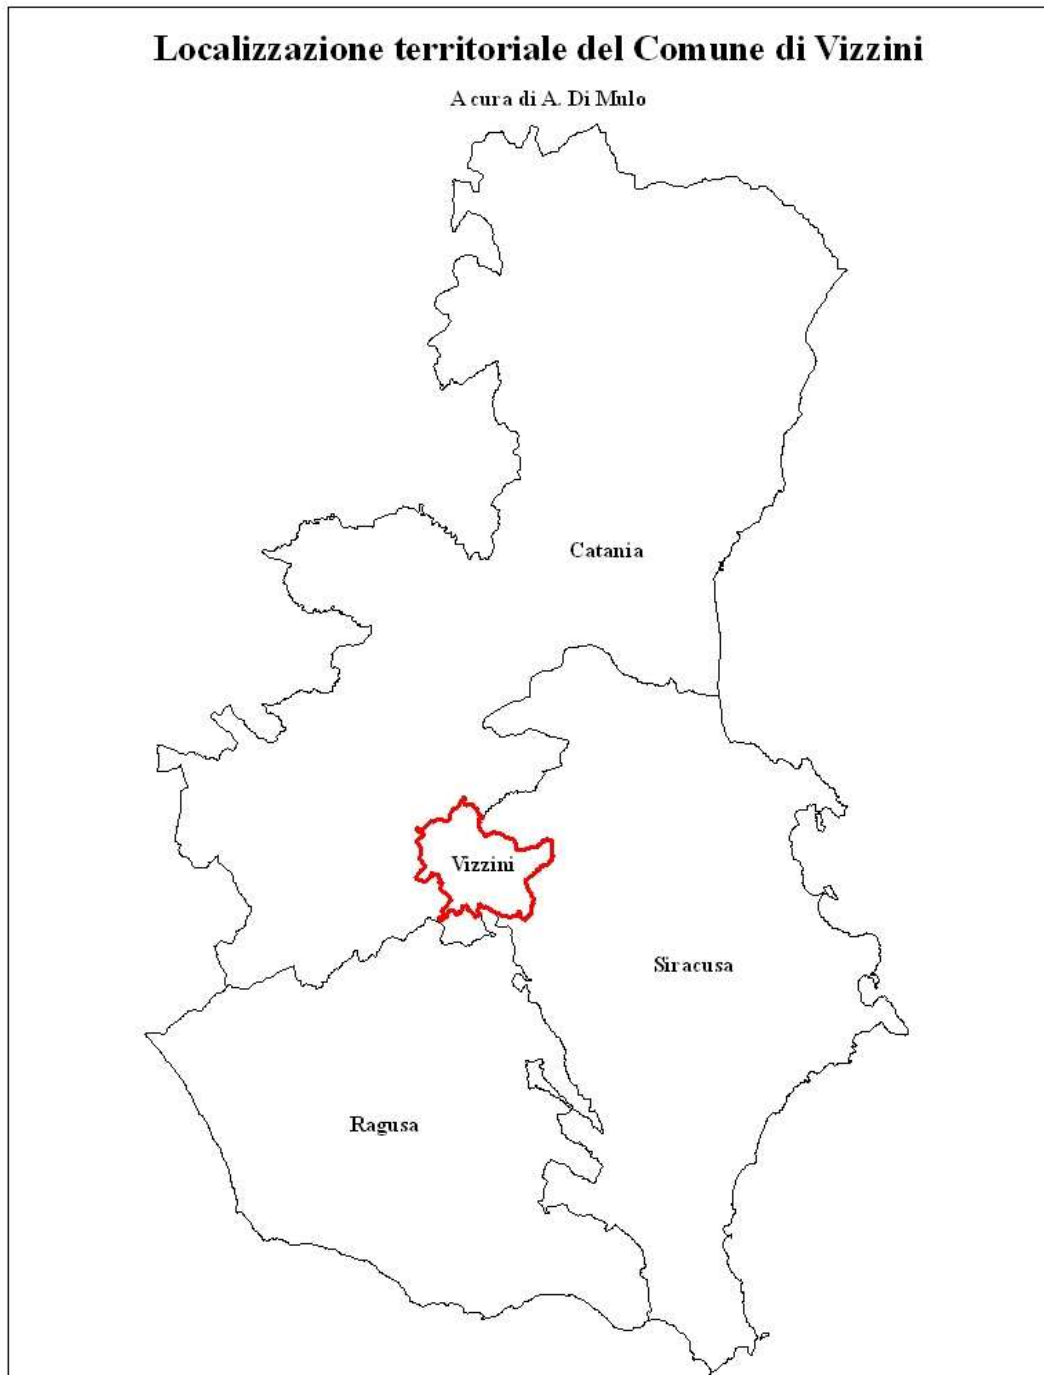 Localizzazione territoriale del Comune di Vizzini
A cura di A. Di Mulo
Catania
Vizzini
Siracusa
Ragusa